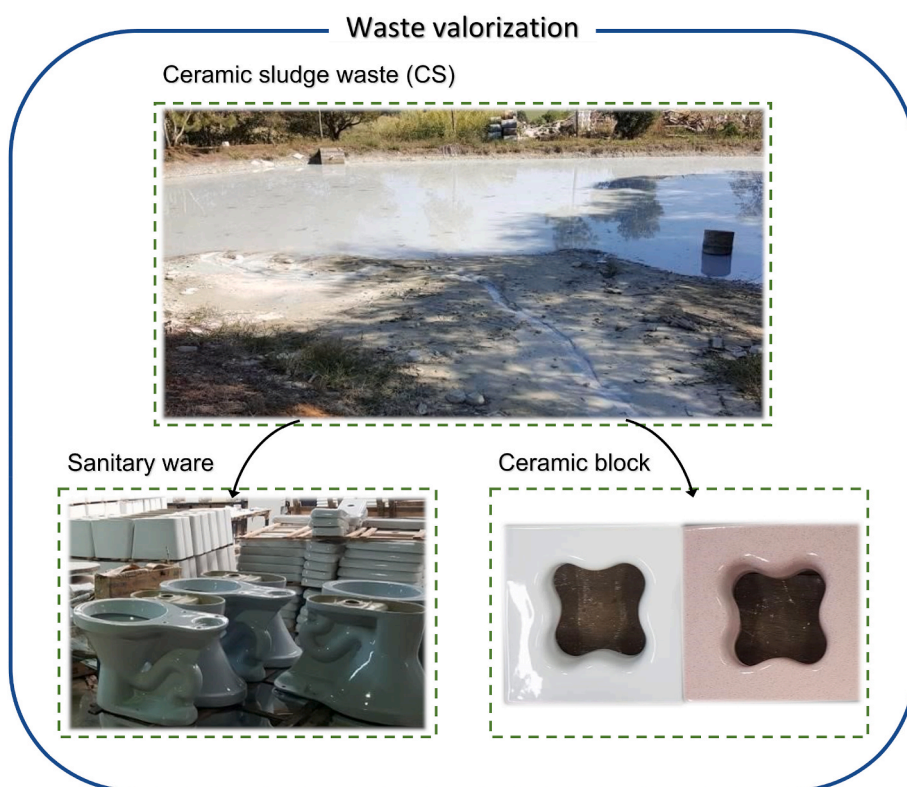 Waste valorization
Ceramic sludge waste (CS)
Sanitary ware
Ceramic block